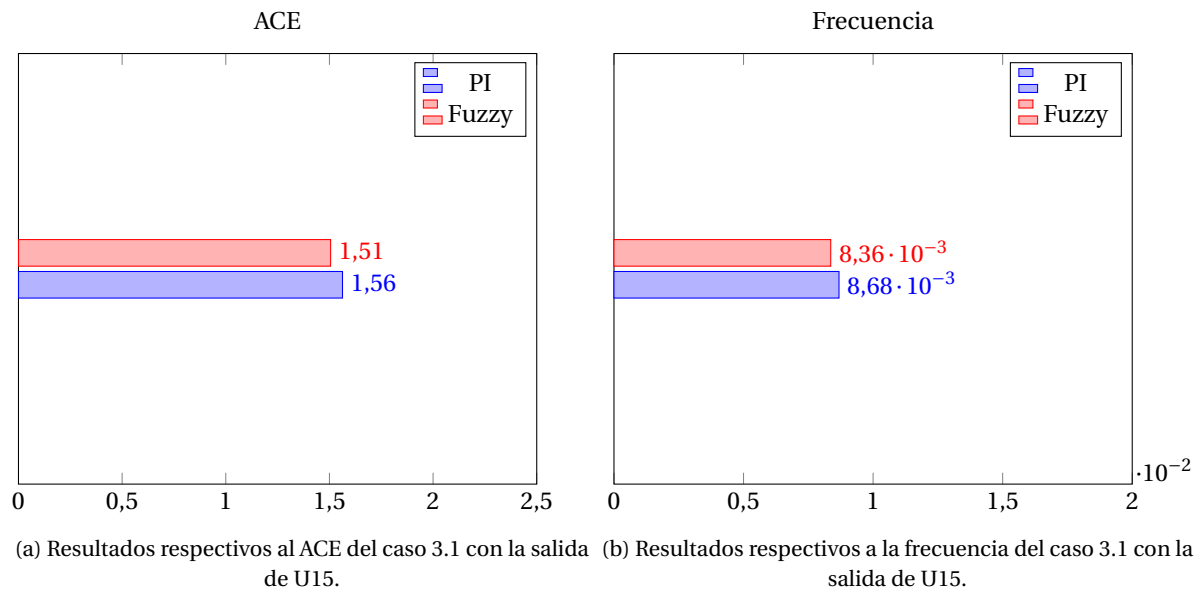 ACE
PI
Fuzzy
1,51
1,56
0 0,5 1 1,5 2 2,5
(a) Resultados respectivos al ACE del caso 3.1 con la salida
de U15.
Frecuencia
PI
Fuzzy
8,36 · 10⁻³
8,68 · 10⁻³
·10⁻²
0 0,5 1 1,5 2
(b) Resultados respectivos a la frecuencia del caso 3.1 con la
salida de U15.